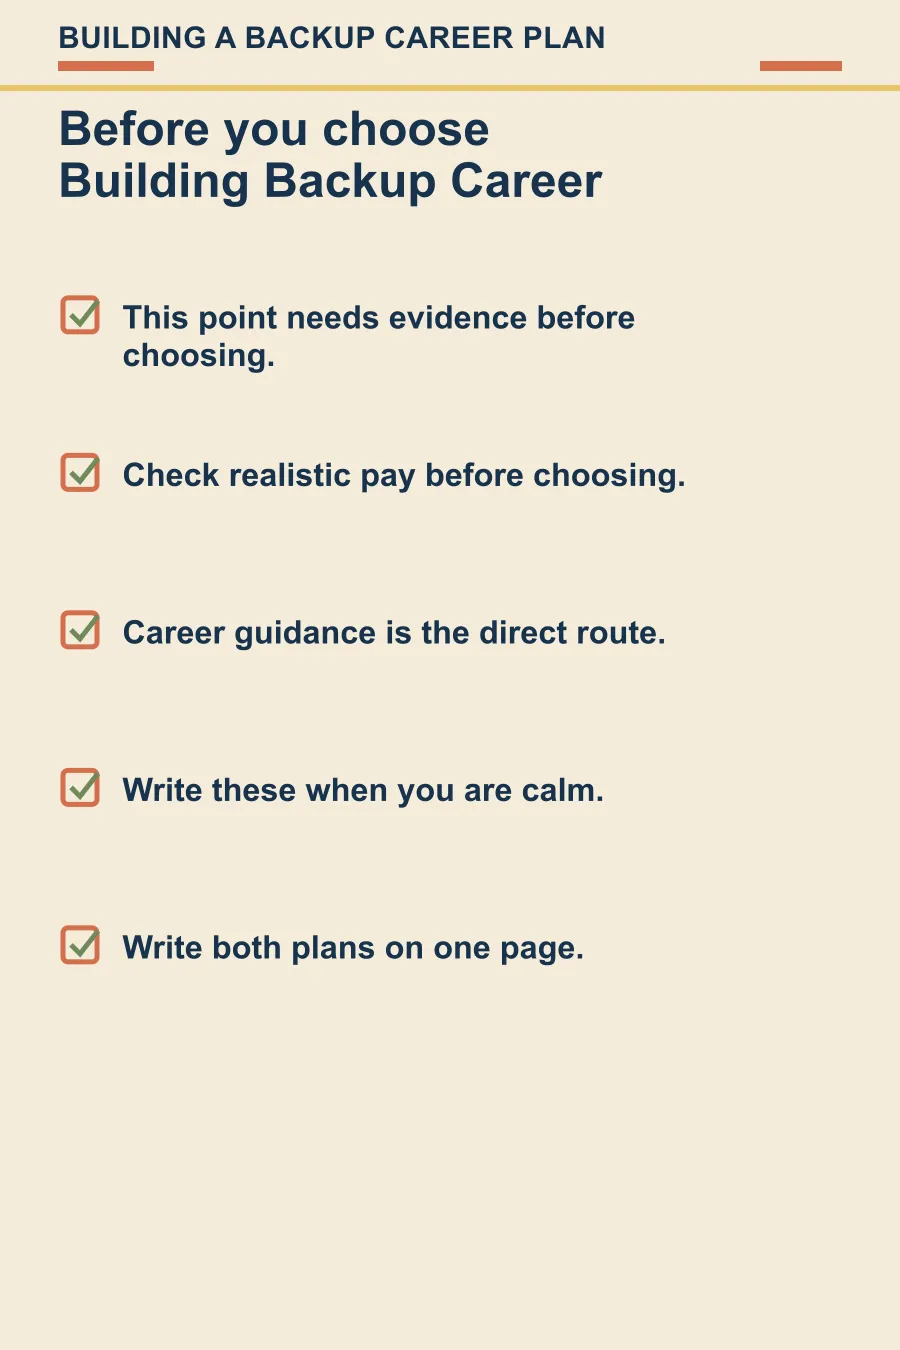 BUILDING A BACKUP CAREER PLAN
Before you choose
Building Backup Career
This point needs evidence before
choosing.
Check realistic pay before choosing.
Career guidance is the direct route.
Write these when you are calm.
Write both plans on one page.